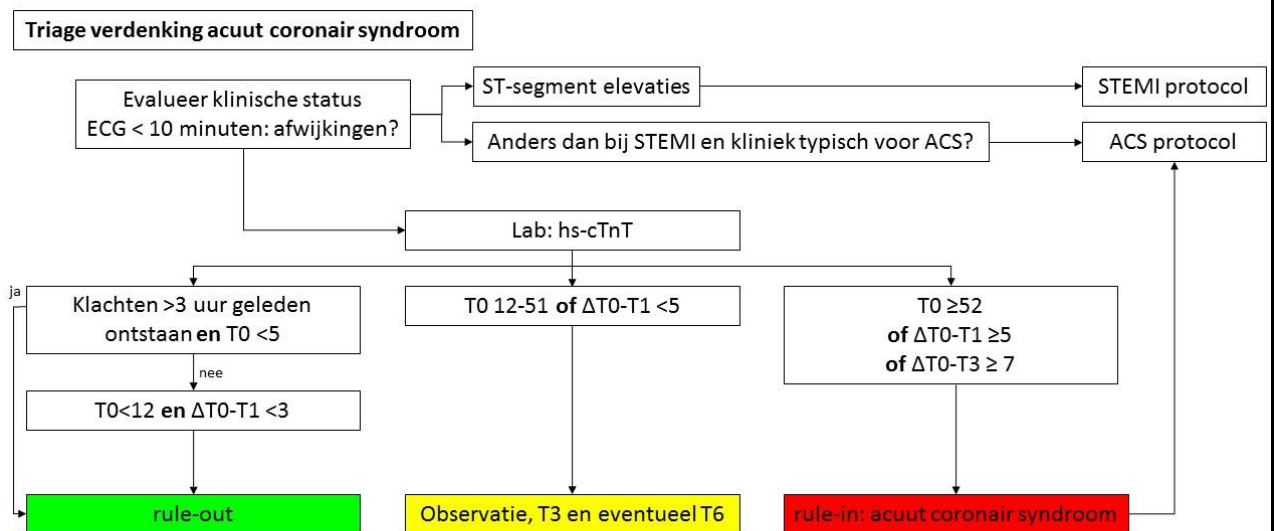 Triage verdenking acuut coronair syndroom
Evalueer klinische status
ECG < 10 minuten: afwijkingen?
ST-segment elevaties
STEMI protocol
Anders dan bij STEMI en kliniek typisch voor ACS?
ACS protocol
Lab: hs-cTnT
ja
Klachten >3 uur geleden
ontstaan en T0 <5
nee
T0<12 en ΔT0-T1 <3
rule-out
T0 12-51 of ΔT0-T1 <5
Observatie, T3 en eventueel T6
T0 ≥52
of ΔT0-T1 ≥5
of ΔT0-T3 ≥ 7
rule-in: acuut coronair syndroom